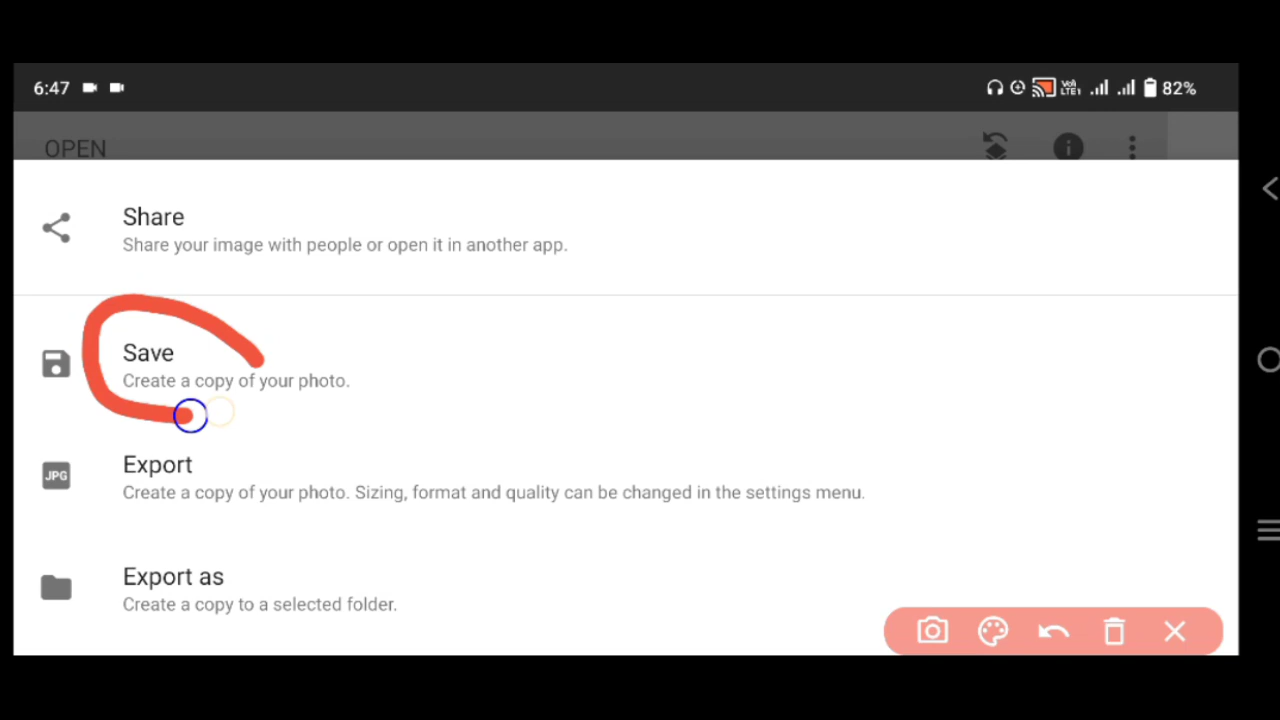 6:47
Vo) LTE1 82%
OPEN
Share
Share your image with people or open it in another app.
Save
Create a copy of your photo.
JPG
Export
Create a copy of your photo. Sizing, format and quality can be changed in the settings menu.
Export as
Create a copy to a selected folder.